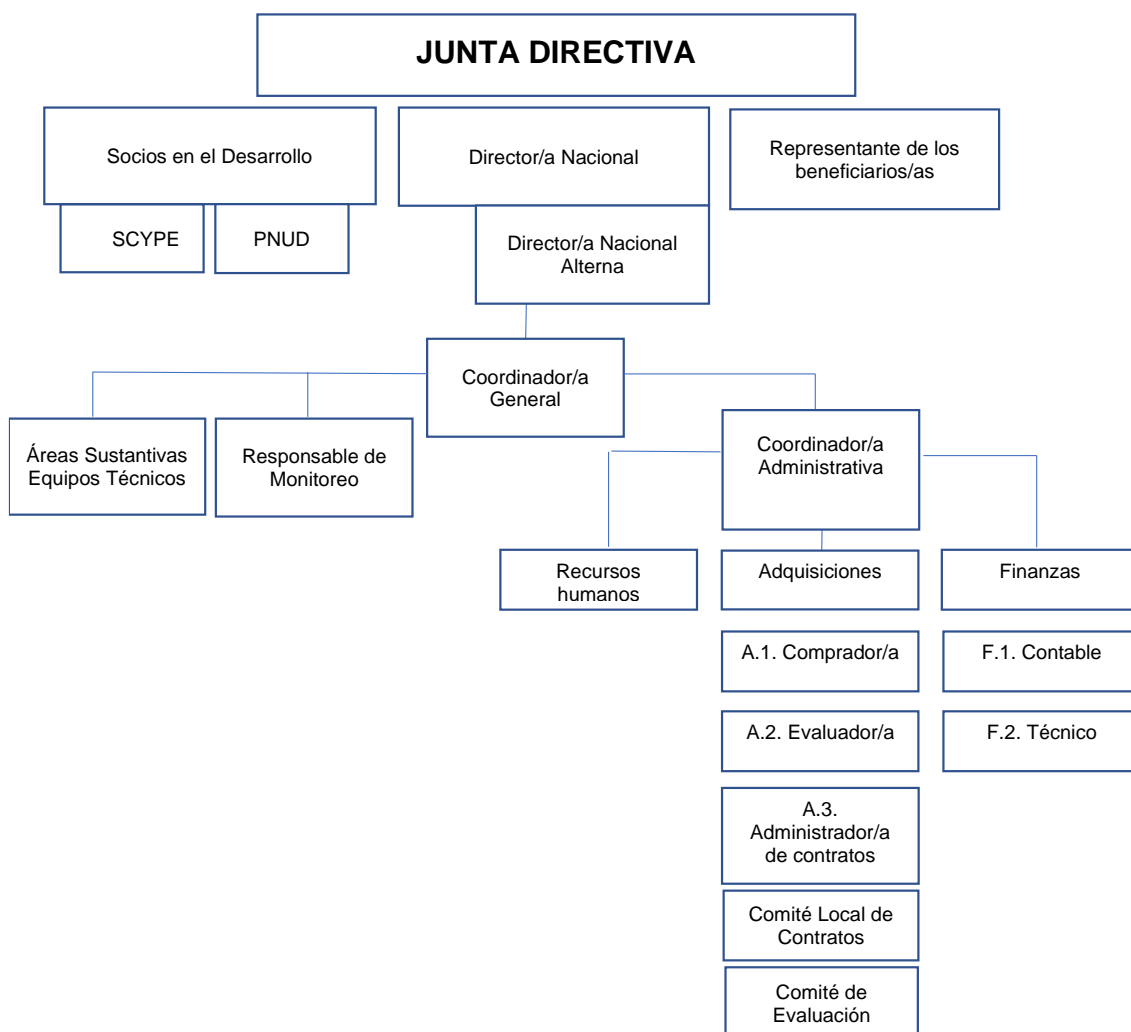 JUNTA DIRECTIVA
Socios en el Desarrollo
Director/a Nacional
Representante de los
beneficiarios/as
SCYPE
PNUD
Director/a Nacional
Alterna
Coordinador/a
General
Áreas Sustantivas
Equipos Técnicos
Responsable de
Monitoreo
Coordinador/a
Administrativa
Recursos
humanos
Adquisiciones
Finanzas
A.1. Comprador/a
F.1. Contable
A.2. Evaluador/a
F.2. Técnico
A.3.
Administrador/a
de contratos
Comité Local de
Contratos
Comité de
Evaluación